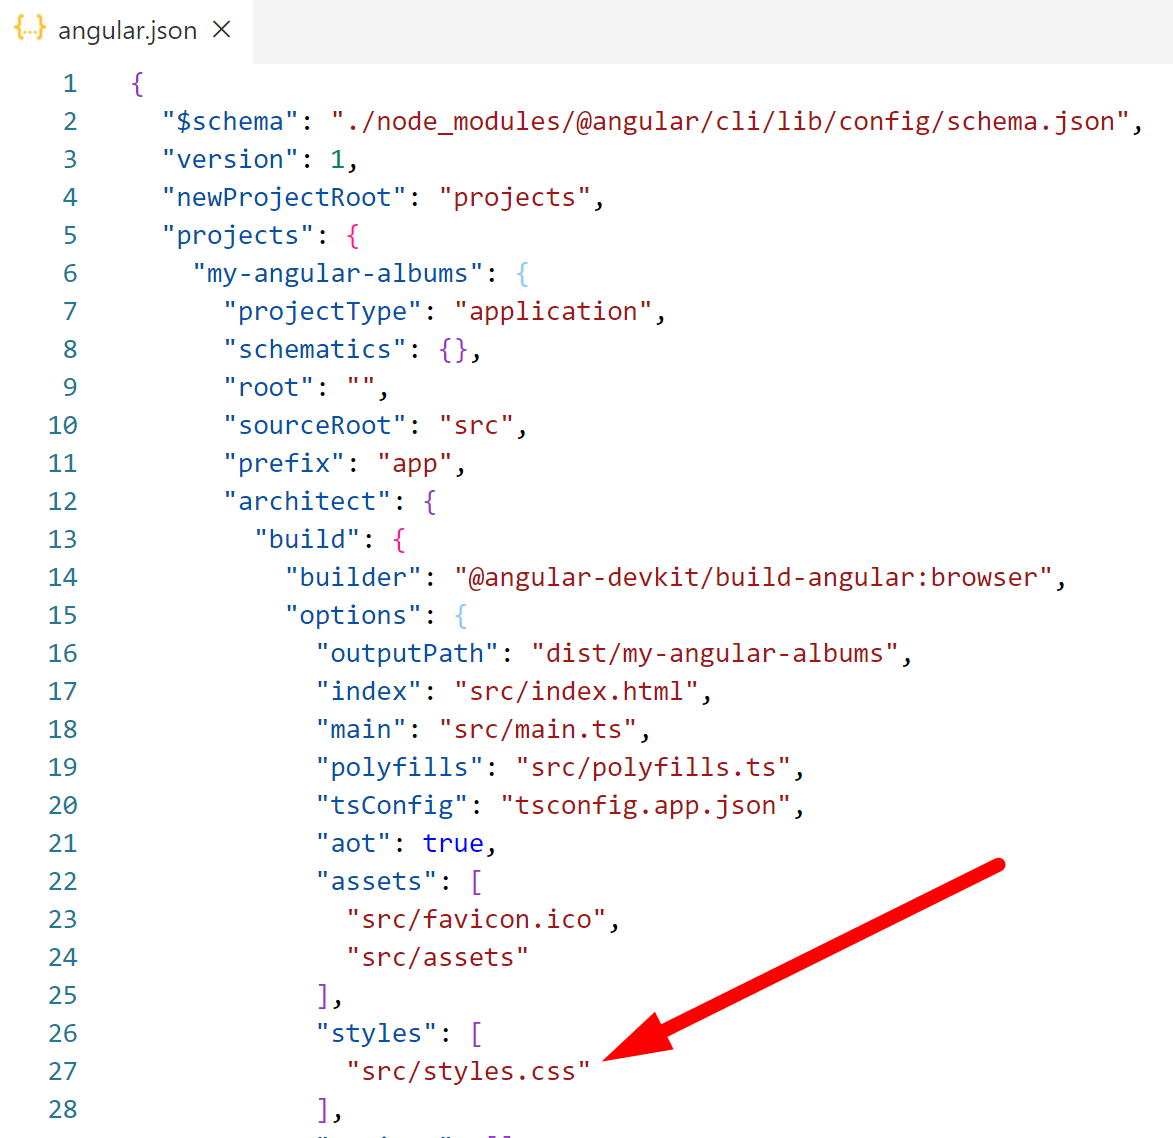 {..} angular.json ×
1 {
2 "$schema": "./node_modules/@angular/cli/lib/config/schema.json",
3 "version": 1,
4 "newProjectRoot": "projects",
5 "projects": {
6 "my-angular-albums": {
7 "projectType": "application",
8 "schematics": {},
9 "root": "",
10 "sourceRoot": "src",
11 "prefix": "app",
12 "architect": {
13 "build": {
14 "builder": "@angular-devkit/build-angular:browser",
15 "options": {
16 "outputPath": "dist/my-angular-albums",
17 "index": "src/index.html",
18 "main": "src/main.ts",
19 "polyfills": "src/polyfills.ts",
20 "tsConfig": "tsconfig.app.json",
21 "aot": true,
22 "assets": [
23 "src/favicon.ico",
24 "src/assets"
25 ],
26 "styles": [
27 "src/styles.css"
28 ],